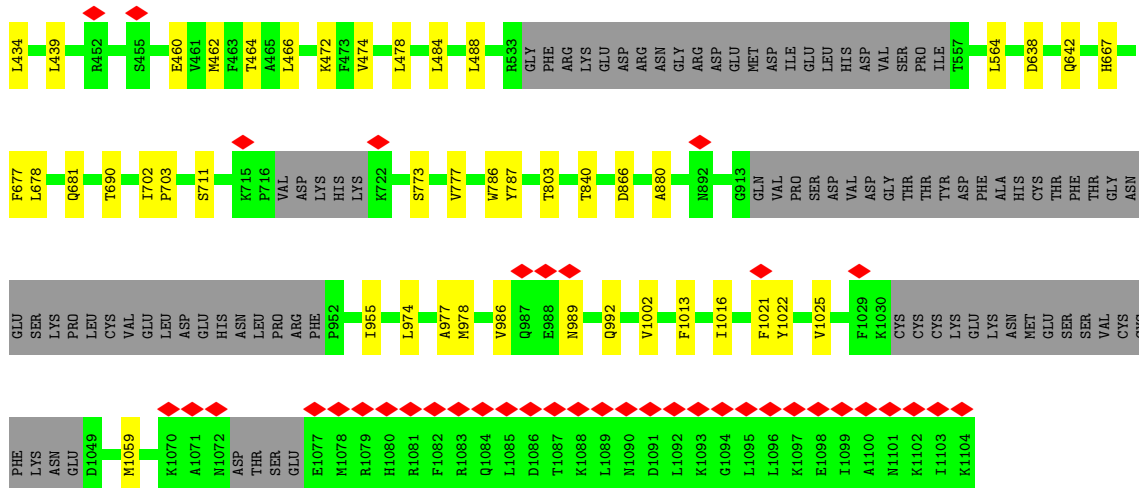 L434 L439 R452 S455 E460 V461 M462 F463 T464 A465 L466 K472 F473 V474 L478 L484 L488 R533 GLY PHE ARG LYS GLU ASP ARG ASN GLY ARG ASP GLU MET ASP ILE GLU LEU HIS ASP VAL SER PRO ILE T557 L564 D638 Q642 H667
F677 L678 Q681 T690 I702 P703 S711 K715 P716 VAL ASP LYS HIS LYS K722 S773 V777 W786 Y787 T803 T840 D866 A880 N892 G913 GLN VAL PRO SER ASP VAL ASP GLY THR THR TYR ASP PHE ALA HIS CYS THR PHE THR GLY ASN
GLU SER LYS PRO LEU CYS VAL GLU LEU ASP GLU HIS ASN LEU PRO ARG PHE P952 I955 L974 A977 M978 V986 Q987 E988 N989 Q992 V1002 F1013 I1016 F1021 Y1022 V1025 F1029 K1030 CYS CYS CYS LYS GLU LYS ASN MET GLU SER SER VAL CYS
PHE LYS ASN GLU D1049 M1059 K1070 A1071 N1072 ASP THR SER GLU E1077 M1078 R1079 H1080 R1081 F1082 R1083 Q1084 L1085 D1086 T1087 K1088 L1089 N1090 D1091 L1092 K1093 G1094 L1095 L1096 K1097 E1098 I1099 A1100 N1101 K1102 I1103 K1104